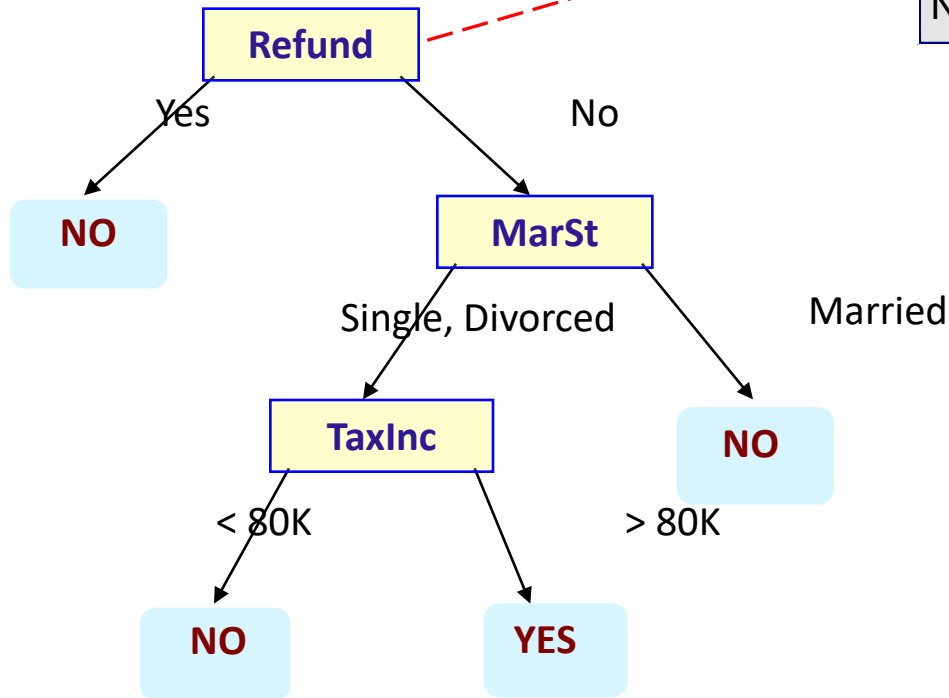 N
Refund
Yes
No
NO
MarSt
Single, Divorced
Married
TaxInc
NO
< 80K
> 80K
NO
YES